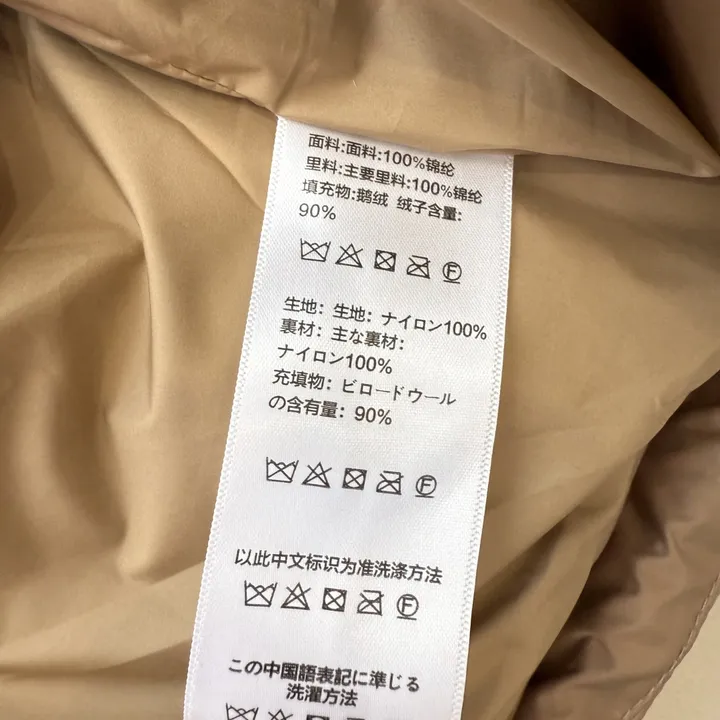 面料:面料:100%锦纶
里料:主要里料:100%锦纶
填充物:鹅绒 绒子含量:
90%
F
生地: 生地: ナイロン100%
裏材: 主な裏材:
ナイロン100%
充填物: ビロードウール
の含有量: 90%
F
以此中文标识为准洗涤方法
F
この中国語表記に準じる
洗濯方法